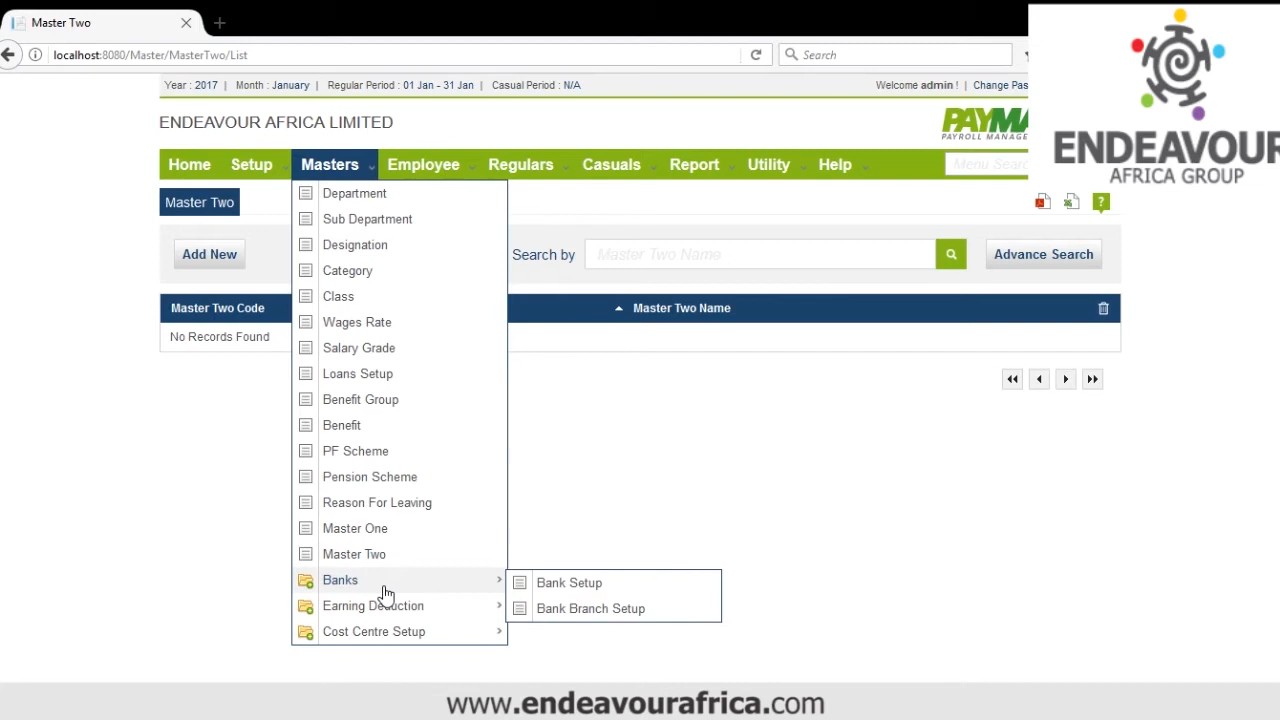 Master Two
localhost:8080/Master/MasterTwo/List
Search
Year : 2017 Month : January Regular Period : 01 Jan - 31 Jan Casual Period : N/A
Welcome admin ! Change Pas
ENDEAVOUR AFRICA LIMITED
PAYMA
PAYROLL MANAGE
ENDEAVOUR
AFRICA GROUP
Home Setup Masters Employee Regulars Casuals Report Utility Help
Menu Searc
Master Two
Add New
Search by
Master Two Name
Advance Search
Master Two Code
Master Two Name
No Records Found
Department
Sub Department
Designation
Category
Class
Wages Rate
Salary Grade
Loans Setup
Benefit Group
Benefit
PF Scheme
Pension Scheme
Reason For Leaving
Master One
Master Two
Banks
Earning Deduction
Cost Centre Setup
Bank Setup
Bank Branch Setup
www.endeavourafrica.com